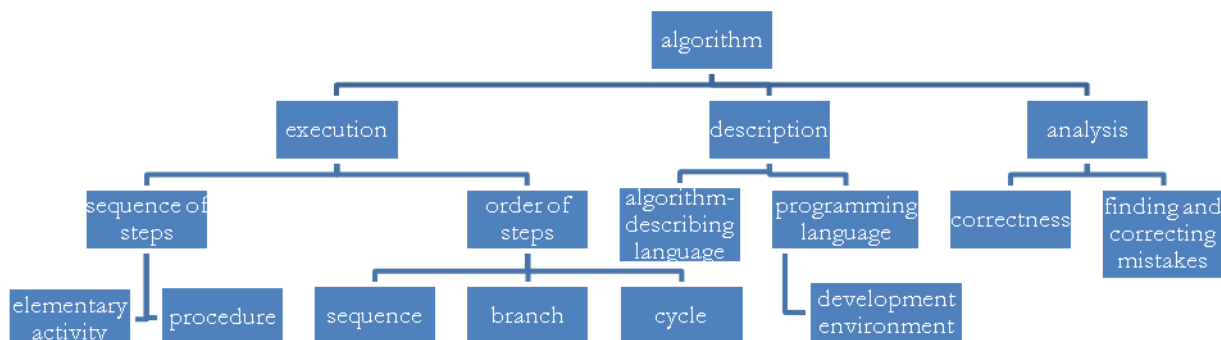 algorithm
execution
description
analysis
sequence of
steps
order of
steps
algorithm-
describing
language
programming
language
correctness
finding and
correcting
mistakes
elementary
activity
procedure
sequence
branch
cycle
development
environment